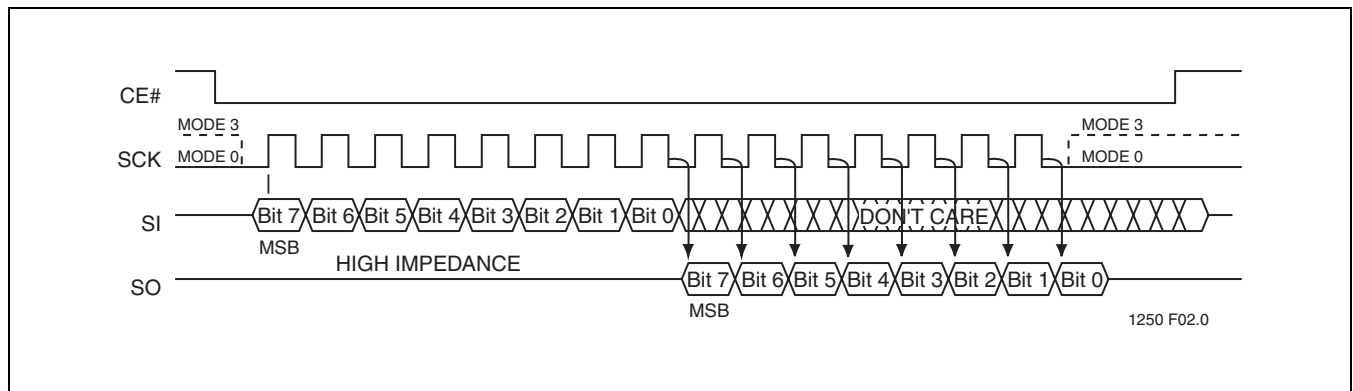 CE#
MODE 3 MODE 3
SCK MODE 0 MODE 0
SI Bit 7 Bit 6 Bit 5 Bit 4 Bit 3 Bit 2 Bit 1 Bit 0 DON'T CARE
MSB
HIGH IMPEDANCE
SO Bit 7 Bit 6 Bit 5 Bit 4 Bit 3 Bit 2 Bit 1 Bit 0
MSB
1250 F02.0